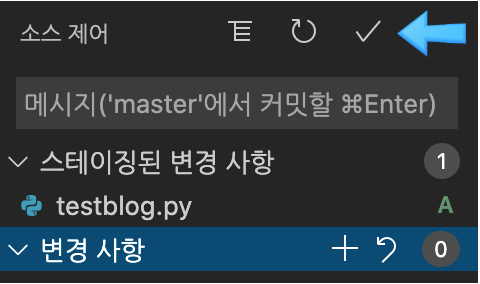 소스 제어
메시지('master'에서 커밋할 ⌘Enter)
스테이징된 변경 사항 1
testblog.py A
변경 사항 0